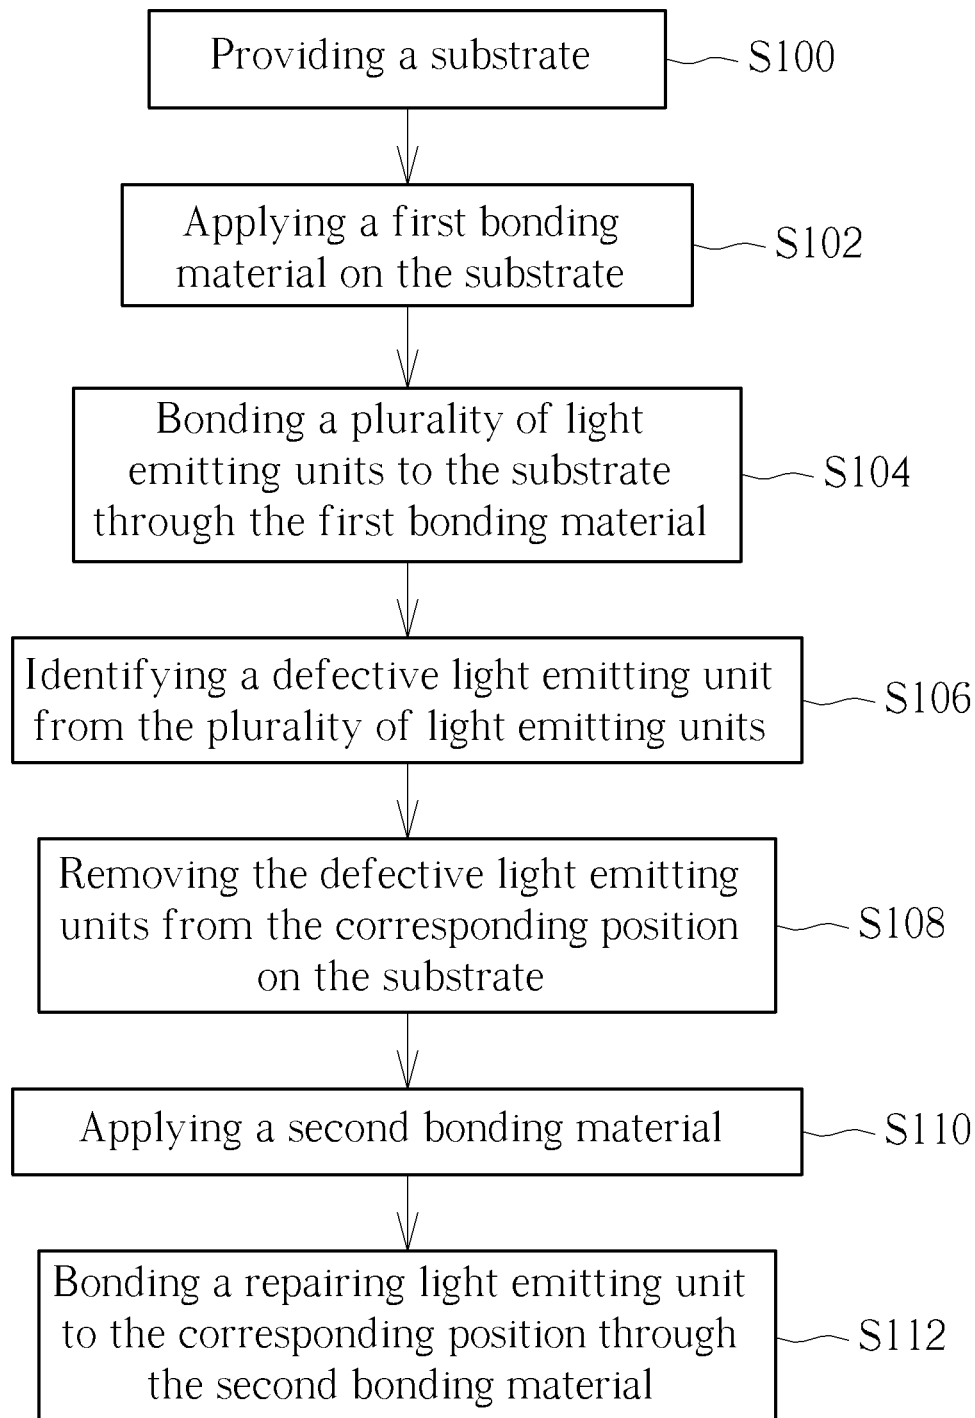 Providing a substrate
S100
Applying a first bonding
material on the substrate
S102
Bonding a plurality of light
emitting units to the substrate
through the first bonding material
S104
Identifying a defective light emitting unit
from the plurality of light emitting units
S106
Removing the defective light emitting
units from the corresponding position
on the substrate
S108
Applying a second bonding material
S110
Bonding a repairing light emitting unit
to the corresponding position through
the second bonding material
S112